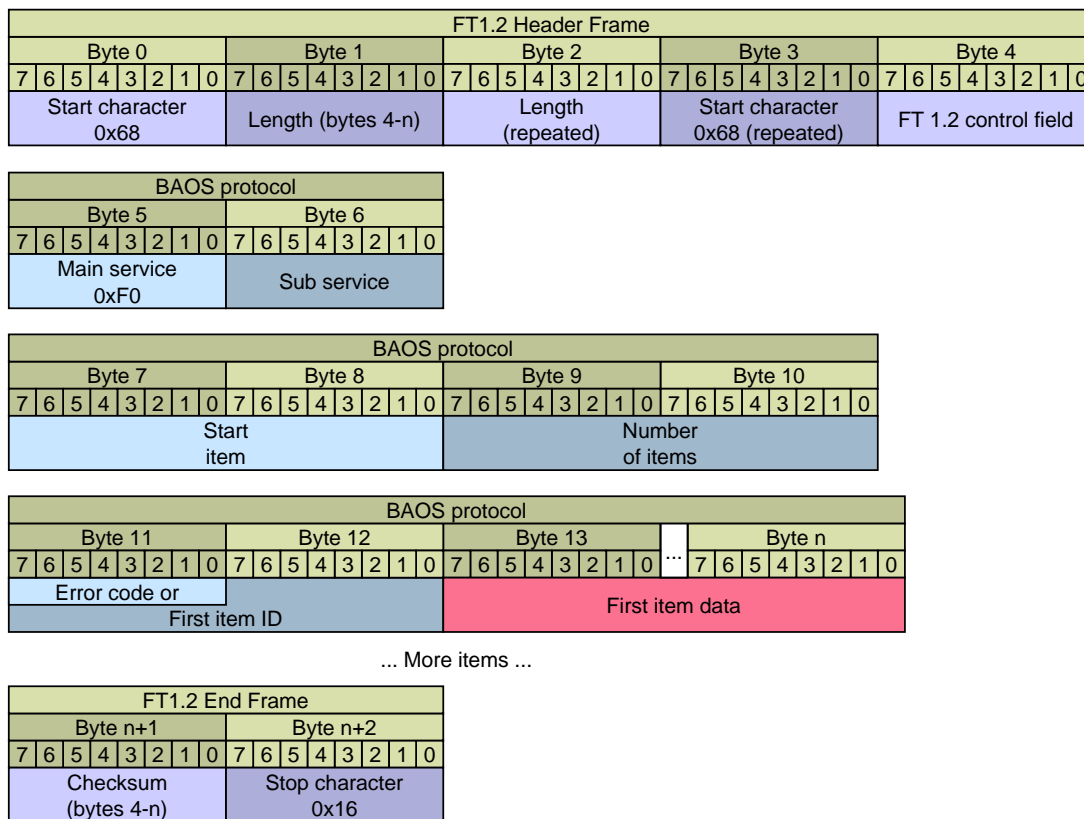 FT1.2 Header Frame
Byte 0 Byte 1 Byte 2 Byte 3 Byte 4
7 6 5 4 3 2 1 0 7 6 5 4 3 2 1 0 7 6 5 4 3 2 1 0 7 6 5 4 3 2 1 0 7 6 5 4 3 2 1 0
Start character Length (bytes 4-n) Length Start character FT 1.2 control field
0x68 (repeated) 0x68 (repeated)
BAOS protocol
Byte 5 Byte 6
7 6 5 4 3 2 1 0 7 6 5 4 3 2 1 0
Main service Sub service
0xF0
BAOS protocol
Byte 7 Byte 8 Byte 9 Byte 10
7 6 5 4 3 2 1 0 7 6 5 4 3 2 1 0 7 6 5 4 3 2 1 0 7 6 5 4 3 2 1 0
Start Number
item of items
BAOS protocol
Byte 11 Byte 12 Byte 13 ... Byte n
7 6 5 4 3 2 1 0 7 6 5 4 3 2 1 0 7 6 5 4 3 2 1 0 7 6 5 4 3 2 1 0
Error code or First item data
First item ID
... More items ...
FT1.2 End Frame
Byte n+1 Byte n+2
7 6 5 4 3 2 1 0 7 6 5 4 3 2 1 0
Checksum Stop character
(bytes 4-n) 0x16